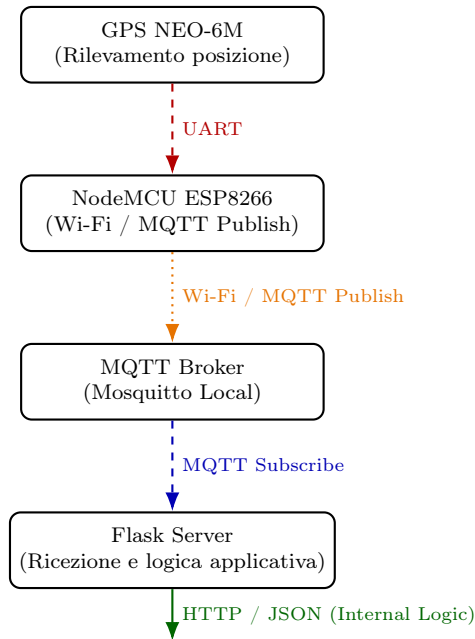 GPS NEO-6M
(Rilevamento posizione)
UART
NodeMCU ESP8266
(Wi-Fi / MQTT Publish)
Wi-Fi / MQTT Publish
MQTT Broker
(Mosquitto Local)
MQTT Subscribe
Flask Server
(Ricezione e logica applicativa)
HTTP / JSON (Internal Logic)